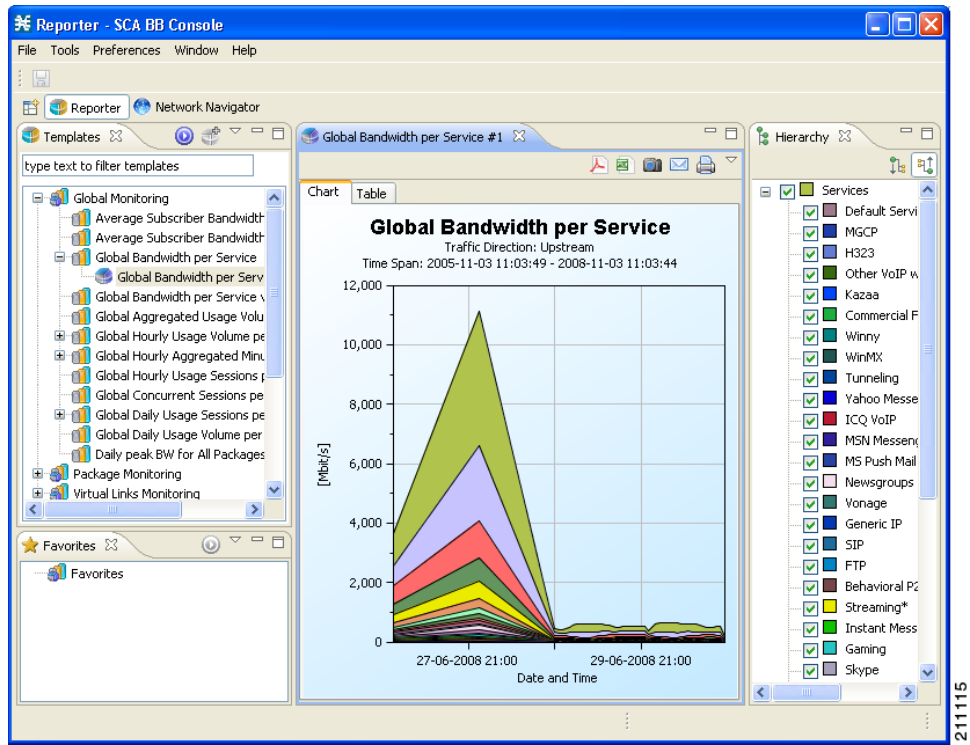 Reporter - SCA BB Console
File Tools Preferences Window Help
Reporter Network Navigator
Templates
type text to filter templates
Global Monitoring
Average Subscriber Bandwidth
Average Subscriber Bandwidth
Global Bandwidth per Service
Global Bandwidth per Serv
Global Bandwidth per Service v
Global Aggregated Usage Volu
Global Hourly Usage Volume pe
Global Hourly Aggregated Minu
Global Hourly Usage Sessions p
Global Concurrent Sessions pe
Global Daily Usage Sessions pe
Global Daily Usage Volume per
Daily peak BW for All Packages
Package Monitoring
Virtual Links Monitoring
Favorites
Favorites
Global Bandwidth per Service #1
Chart Table
Global Bandwidth per Service
Traffic Direction: Upstream
Time Span: 2005-11-03 11:03:49 - 2008-11-03 11:03:44
12,000
10,000
8,000
6,000
4,000
2,000
0
[Mbit/s]
27-06-2008 21:00 29-06-2008 21:00
Date and Time
Hierarchy
Services
Default Servi
MGCP
H323
Other VoIP w
Kazaa
Commercial F
Winny
WinMX
Tunneling
Yahoo Messe
ICQ VoIP
MSN Messeng
MS Push Mail
Newsgroups
Vonage
Generic IP
SIP
FTP
Behavioral P2
Streaming*
Instant Mess
Gaming
Skype
211115